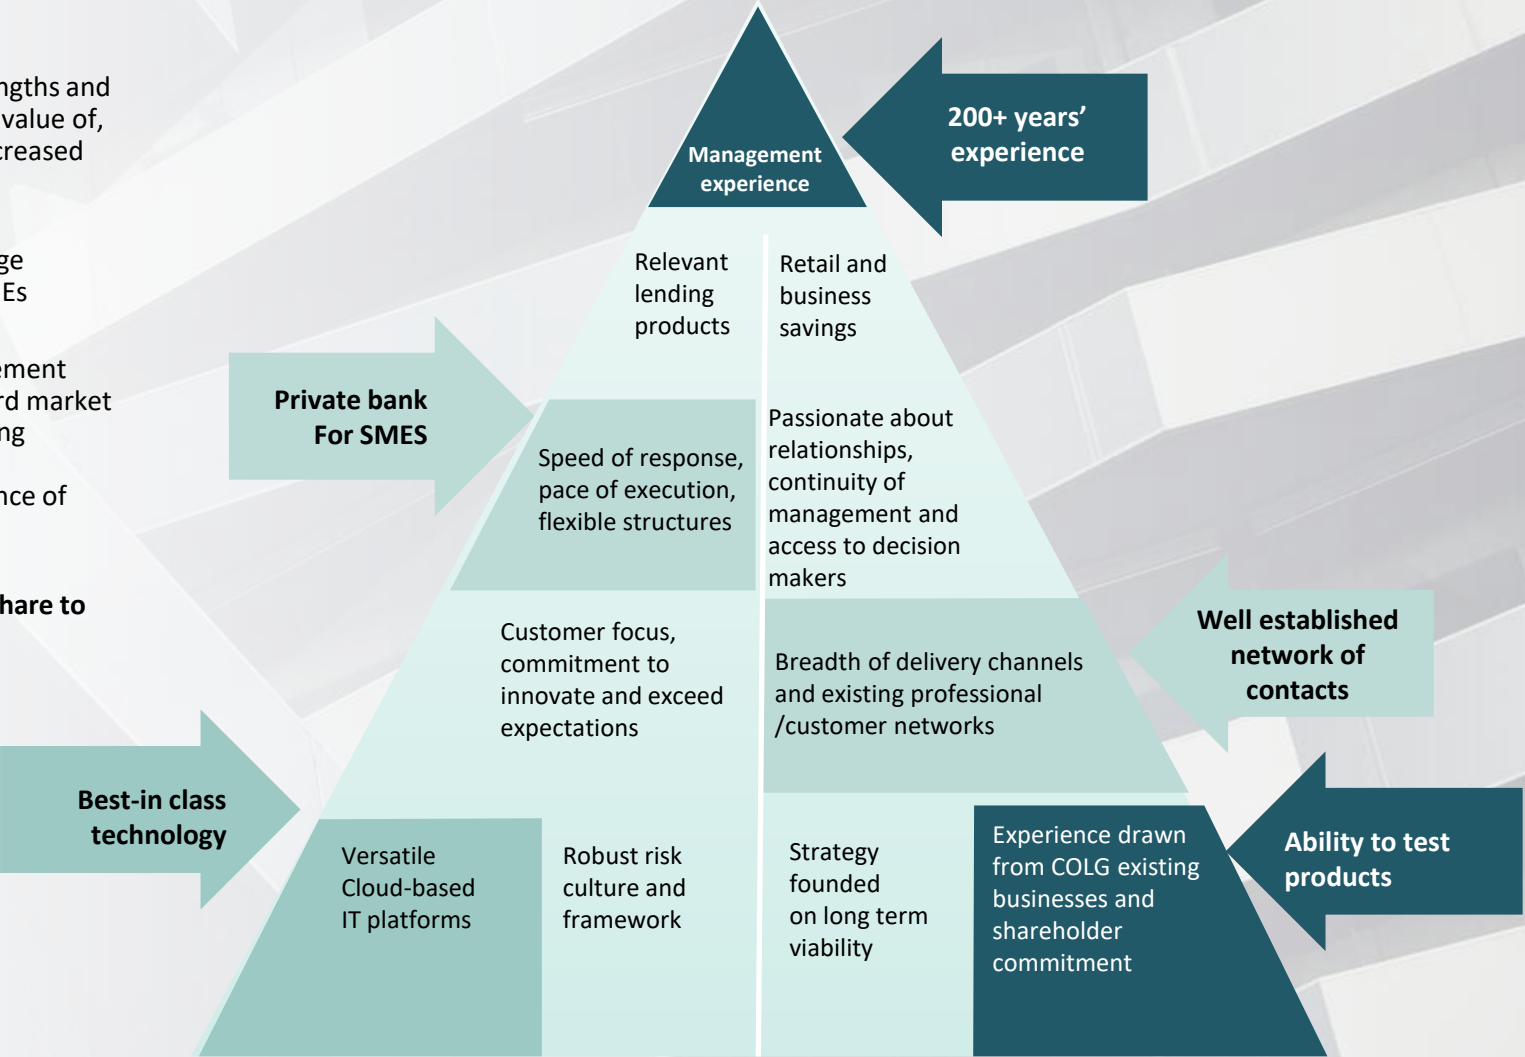 ngths and
value of,
creased
ge
Es
ement
rd market
ng
nce of
hare to
Management
experience
200+ years’
experience
Relevant
lending
products
Retail and
business
savings
Private bank
For SMES
Speed of response,
pace of execution,
flexible structures
Passionate about
relationships,
continuity of
management and
access to decision
makers
Customer focus,
commitment to
innovate and exceed
expectations
Breadth of delivery channels
and existing professional
/customer networks
Well established
network of
contacts
Best-in class
technology
Versatile
Cloud-based
IT platforms
Robust risk
culture and
framework
Strategy
founded
on long term
viability
Experience drawn
from COLG existing
businesses and
shareholder
commitment
Ability to test
products